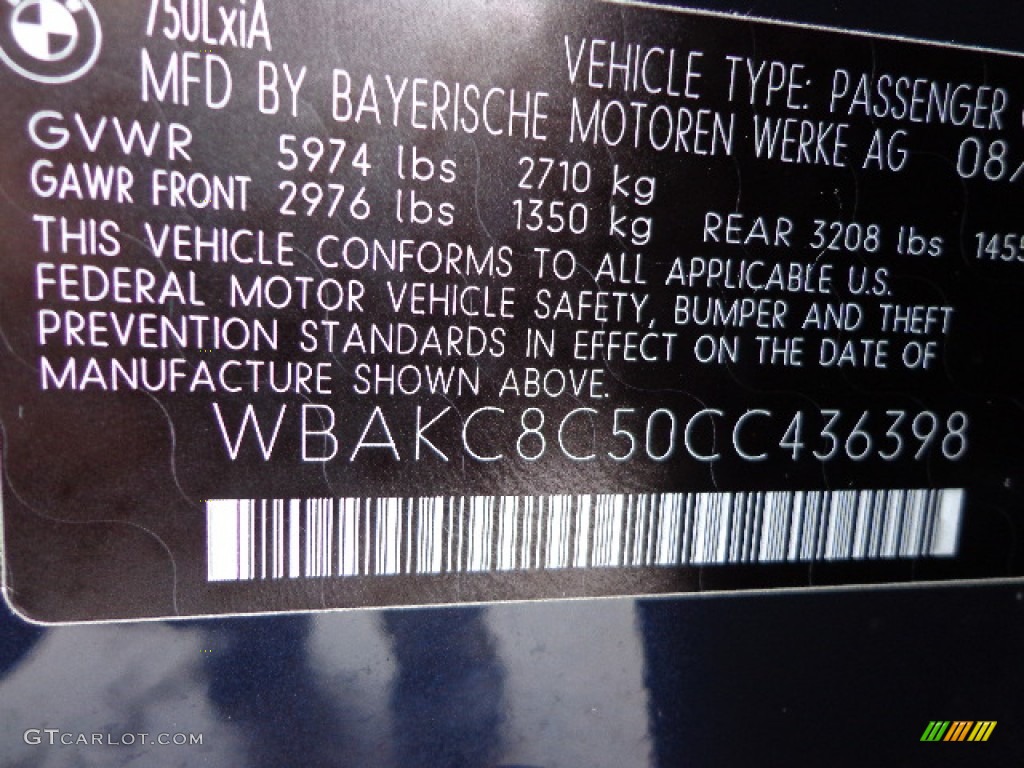 750LxiA
VEHICLE TYPE: PASSENGER
MFD BY BAYERISCHE MOTOREN WERKE AG 08/
GVWR 5974 lbs 2710 kg
GAWR FRONT 2976 lbs 1350 kg REAR 3208 lbs 1455
THIS VEHICLE CONFORMS TO ALL APPLICABLE U.S.
FEDERAL MOTOR VEHICLE SAFETY, BUMPER AND THEFT
PREVENTION STANDARDS IN EFFECT ON THE DATE OF
MANUFACTURE SHOWN ABOVE.
WBAKC8C50CC436398
GTCARLOT.COM